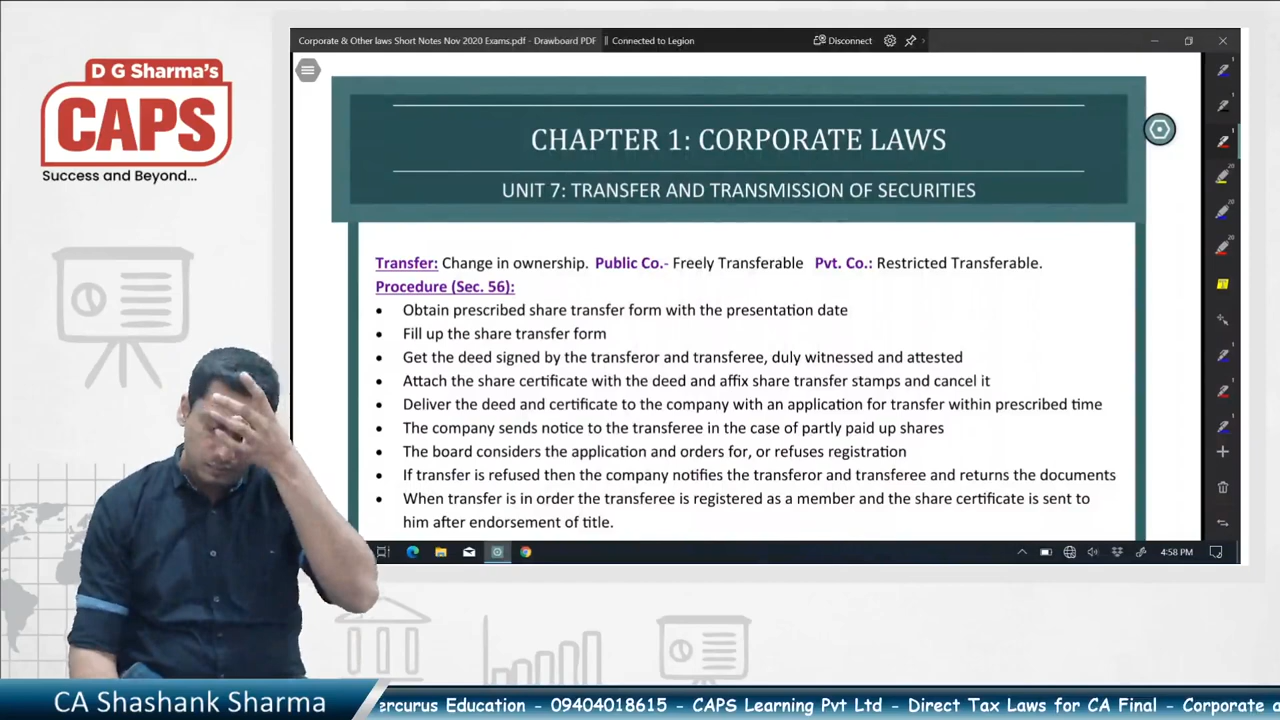 D G Sharma's
CAPS
Success and Beyond...
Corporate & Other laws Short Notes Nov 2020 Exams.pdf - Drawboard PDF
Connected to Legion
Disconnect
CHAPTER 1: CORPORATE LAWS
UNIT 7: TRANSFER AND TRANSMISSION OF SECURITIES
Transfer: Change in ownership. Public Co.- Freely Transferable Pvt. Co.: Restricted Transferable.
Procedure (Sec. 56):
• Obtain prescribed share transfer form with the presentation date
• Fill up the share transfer form
• Get the deed signed by the transferor and transferee, duly witnessed and attested
• Attach the share certificate with the deed and affix share transfer stamps and cancel it
• Deliver the deed and certificate to the company with an application for transfer within prescribed time
• The company sends notice to the transferee in the case of partly paid up shares
• The board considers the application and orders for, or refuses registration
• If transfer is refused then the company notifies the transferor and transferee and returns the documents
• When transfer is in order the transferee is registered as a member and the share certificate is sent to
him after endorsement of title.
4:58 PM
CA Shashank Sharma
ercurus Education - 09404018615 - CAPS Learning Pvt Ltd - Direct Tax Laws for CA Final - Corporate a